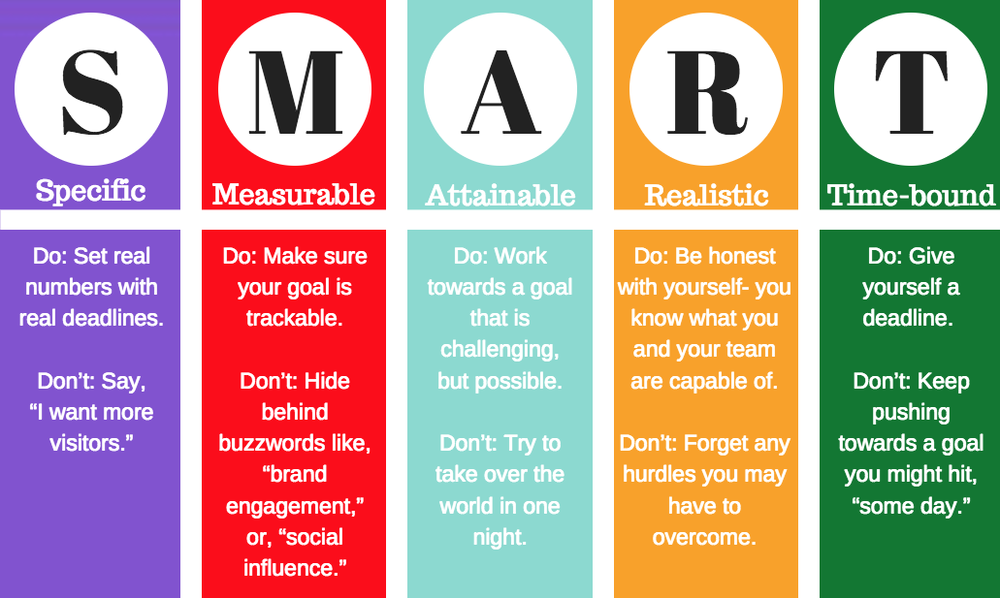 S
Specific
Do: Set real
numbers with
real deadlines.
Don’t: Say,
“I want more
visitors.”
M
Measurable
Do: Make sure
your goal is
trackable.
Don’t: Hide
behind
buzzwords like,
“brand
engagement,”
or, “social
influence.”
A
Attainable
Do: Work
towards a goal
that is
challenging,
but possible.
Don’t: Try to
take over the
world in one
night.
R
Realistic
Do: Be honest
with yourself- you
know what you
and your team
are capable of.
Don’t: Forget any
hurdles you may
have to
overcome.
T
Time-bound
Do: Give
yourself a
deadline.
Don’t: Keep
pushing
towards a goal
you might hit,
“some day.”